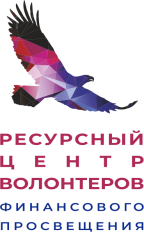 РЕСУРСНЫЙ
ЦЕНТР
ВОЛОНТЕРОВ
ФИНАНСОВОГО
ПРОСВЕЩЕНИЯ